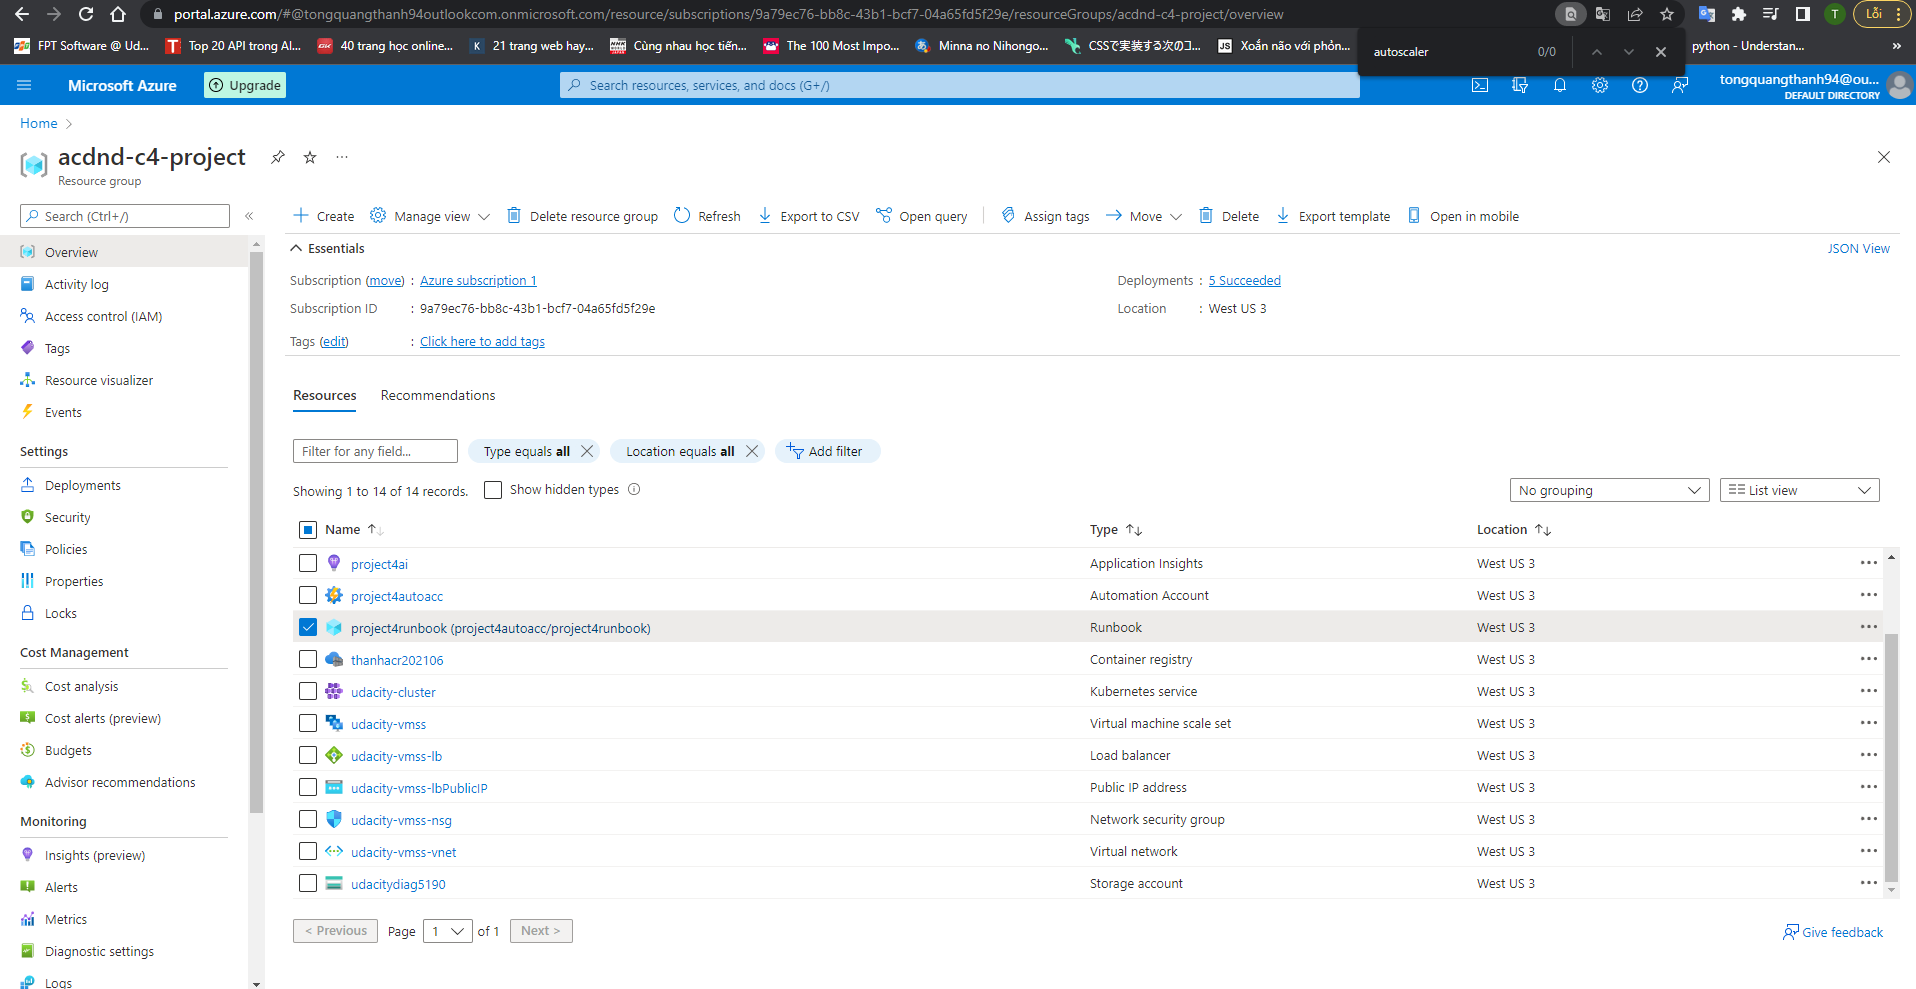 portal.azure.com/#@tongquangthanh94outlookcom.onmicrosoft.com/resource/subscriptions/9a79ec76-bb8c-43b1-bcf7-04a65fd5f29e/resourceGroups/acdnd-c4-project/overview
T
Lỗi
FPT Software @ Ud...
Top 20 API trong AI...
40 trang học online...
21 trang web hay...
Cùng nhau học tiến...
The 100 Most Impo...
Minna no Nihongo...
CSSで実装する次のコ...
Xoắn não với phỏn...
python - Understan...
»
autoscaler 0/0
Microsoft Azure
Upgrade
Search resources, services, and docs (G+/)
tongquangthanh94@ou...
DEFAULT DIRECTORY
Home
acdnd-c4-project
...
Resource group
Search (Ctrl+/)
«
Create
Manage view
Delete resource group
Refresh
Export to CSV
Open query
Assign tags
Move
Delete
Export template
Open in mobile
Overview
Activity log
Access control (IAM)
Tags
Resource visualizer
Events
Settings
Deployments
Security
Policies
Properties
Locks
Cost Management
Cost analysis
Cost alerts (preview)
Budgets
Advisor recommendations
Monitoring
Insights (preview)
Alerts
Metrics
Diagnostic settings
Logs
Essentials
JSON View
Subscription (move) : Azure subscription 1
Deployments : 5 Succeeded
Subscription ID : 9a79ec76-bb8c-43b1-bcf7-04a65fd5f29e
Location : West US 3
Tags (edit) : Click here to add tags
Resources
Recommendations
Filter for any field...
Type equals all
Location equals all
Add filter
Showing 1 to 14 of 14 records.
Show hidden types
No grouping
List view
Name Type Location
project4ai Application Insights West US 3 ...
project4autoacc Automation Account West US 3 ...
project4runbook (project4autoacc/project4runbook) Runbook West US 3 ...
thanhacr202106 Container registry West US 3 ...
udacity-cluster Kubernetes service West US 3 ...
udacity-vmss Virtual machine scale set West US 3 ...
udacity-vmss-lb Load balancer West US 3 ...
udacity-vmss-lbPublicIP Public IP address West US 3 ...
udacity-vmss-nsg Network security group West US 3 ...
udacity-vmss-vnet Virtual network West US 3 ...
udacitydiag5190 Storage account West US 3 ...
< Previous
Page 1 of 1
Next >
Give feedback